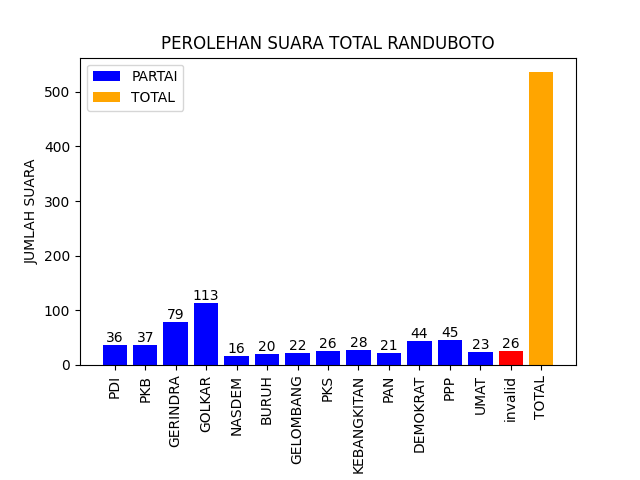 PEROLEHAN SUARA TOTAL RANDUBOTO
PARTAI
TOTAL
JUMLAH SUARA
500
400
300
200
100
0
36 37 79 113 16 20 22 26 28 21 44 45 23 26
PDI
PKB
GERINDRA
GOLKAR
NASDEM
BURUH
GELOMBANG
PKS
KEBANGKITAN
PAN
DEMOKRAT
PPP
UMAT
invalid
TOTAL